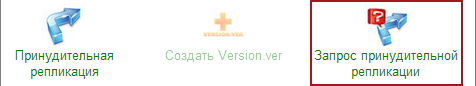 VERSION.VER
Принудительная
репликация
Создать Version.ver
Запрос принудительной
репликации